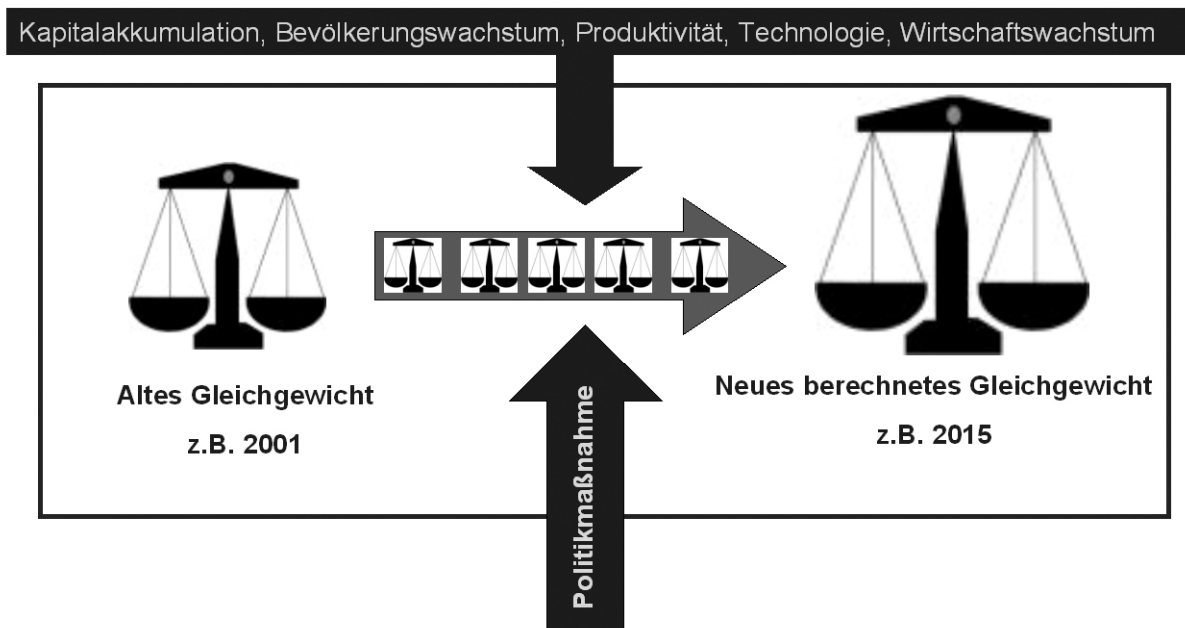 Kapitalakkumulation, Bevölkerungswachstum, Produktivität, Technologie, Wirtschaftswachstum
Altes Gleichgewicht
z.B. 2001
Politikmaßnahme
Neues berechnetes Gleichgewicht
z.B. 2015